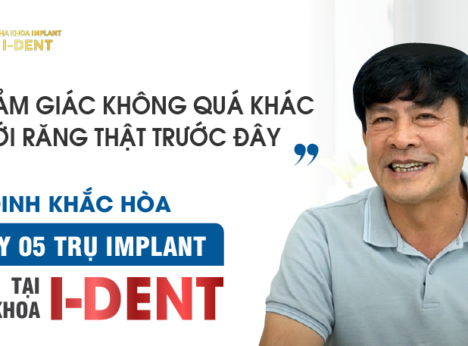 NHA KHOA IMPLANT
I-DENT
ẢM GIÁC KHÔNG QUÁ KHÁC
ỚI RĂNG THẬT TRƯỚC ĐÂY
ĐINH KHẮC HÒA
Y 05 TRỤ IMPLANT
TẠI
KHOA I-DENT